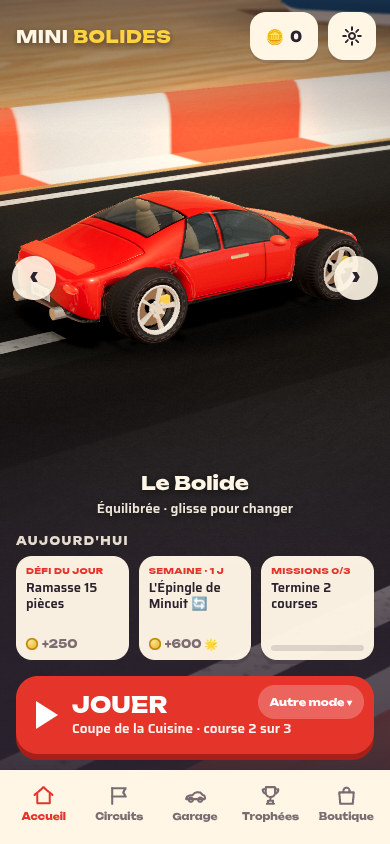 MINI BOLIDES
0
Le Bolide
Équilibrée · glisse pour changer
AUJOURD'HUI
DÉFI DU JOUR
Ramasse 15
pièces
+250
SEMAINE · 1 J
L'Épingle de
Minuit 🔄
+600 🌟
MISSIONS 0/3
Termine 2
courses
JOUER
Autre mode ▾
Coupe de la Cuisine · course 2 sur 3
Accueil
Circuits
Garage
Trophées
Boutique